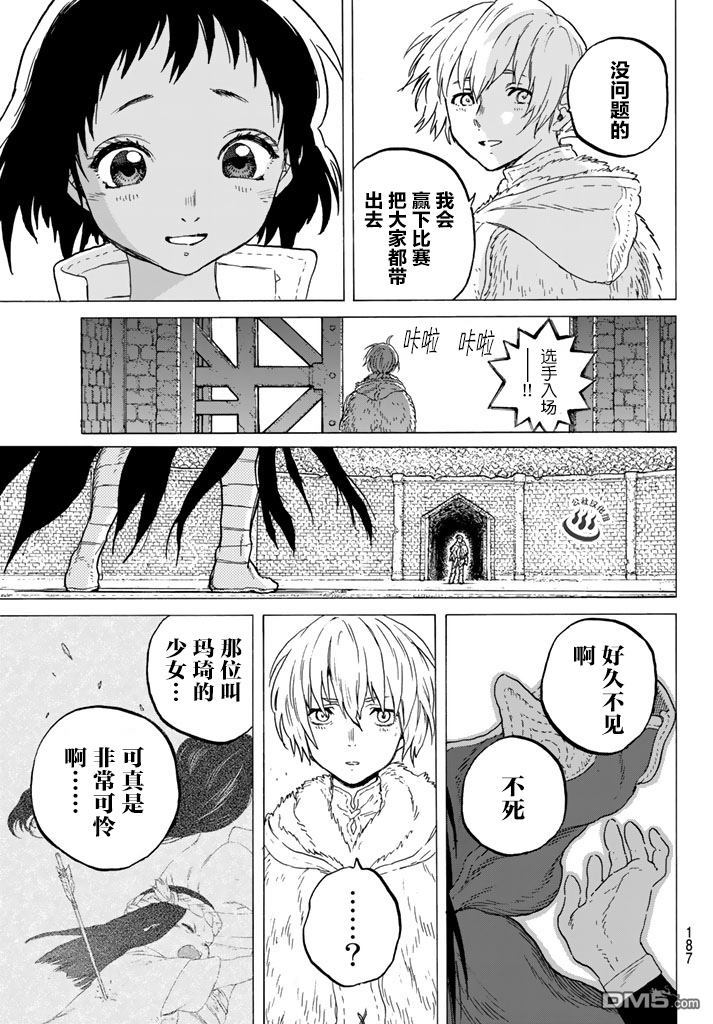 没问题的
我会
赢下比赛
把大家都带
出去
咔啦
咔啦
选手入场
——!!
好久不见
啊
不死
……?
那位叫
玛琦的
少女…
可真是
非常可怜
啊……
187
DM5.com